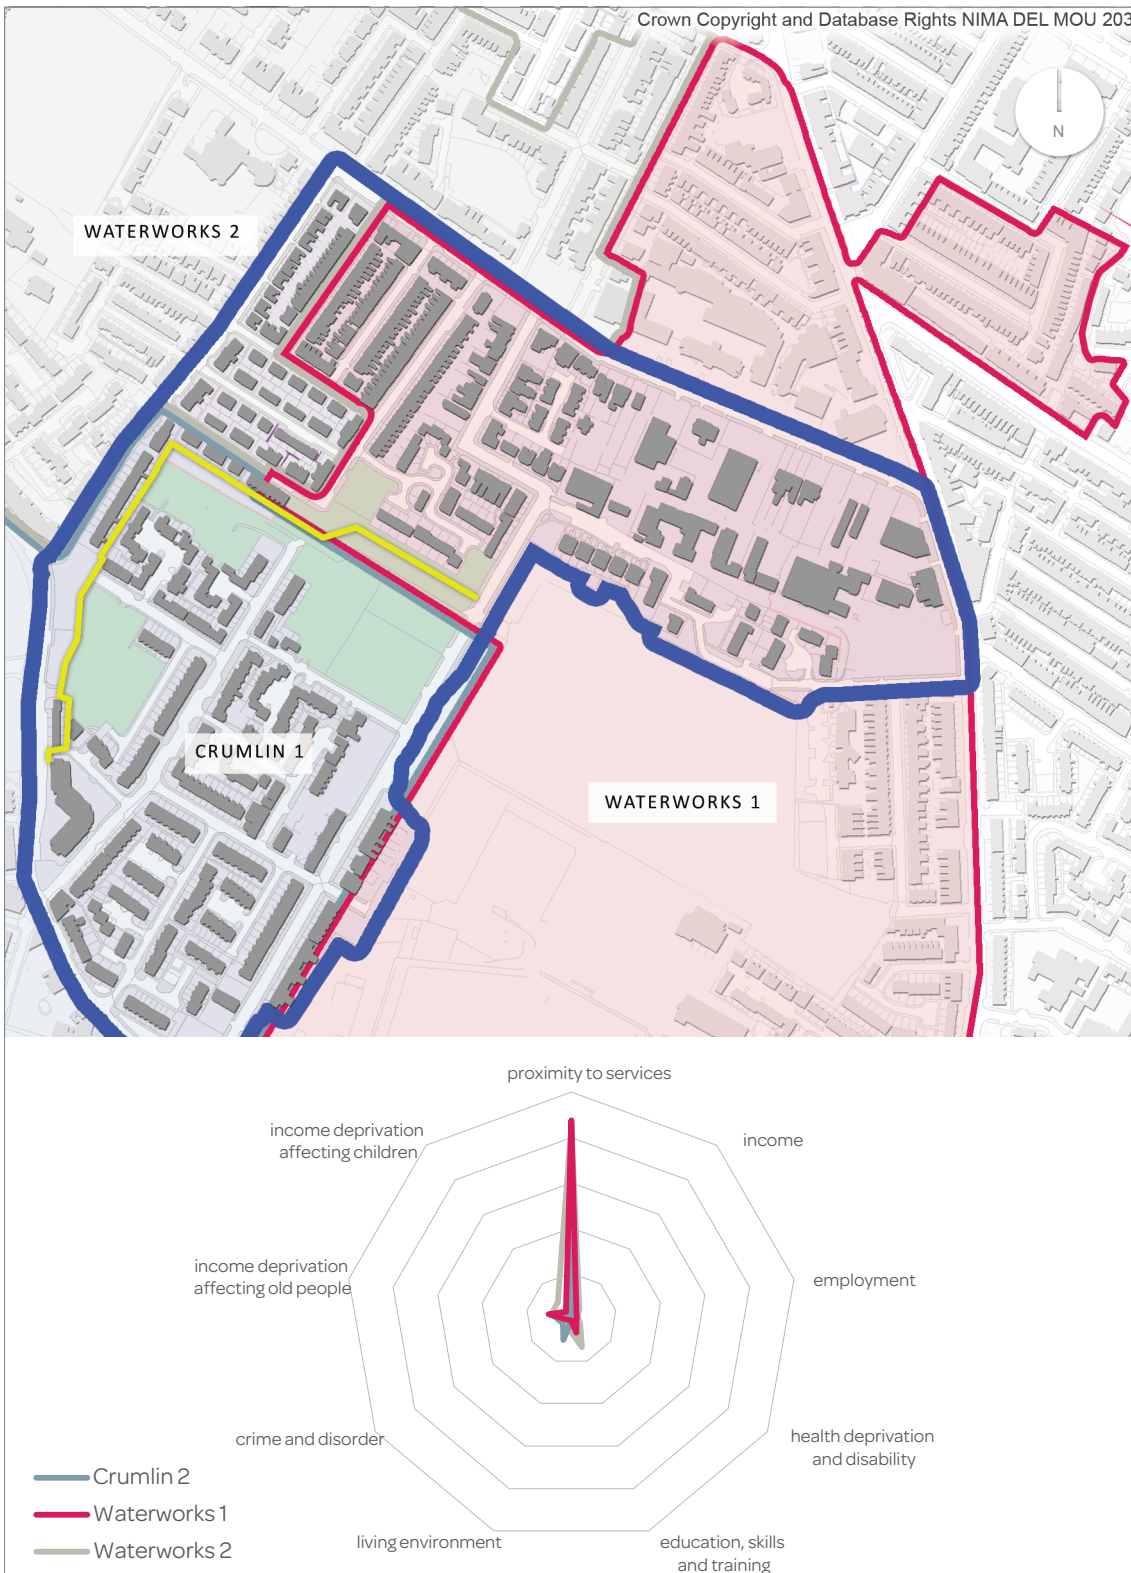 Crown Copyright and Database Rights NIMA DEL MOU 203
N
WATERWORKS 2
CRUMLIN 1
WATERWORKS 1
proximity to services
income deprivation
affecting children
income
income deprivation
affecting old people
employment
crime and disorder
health deprivation
and disability
living environment
education, skills
and training
Crumlin 2
Waterworks 1
Waterworks 2